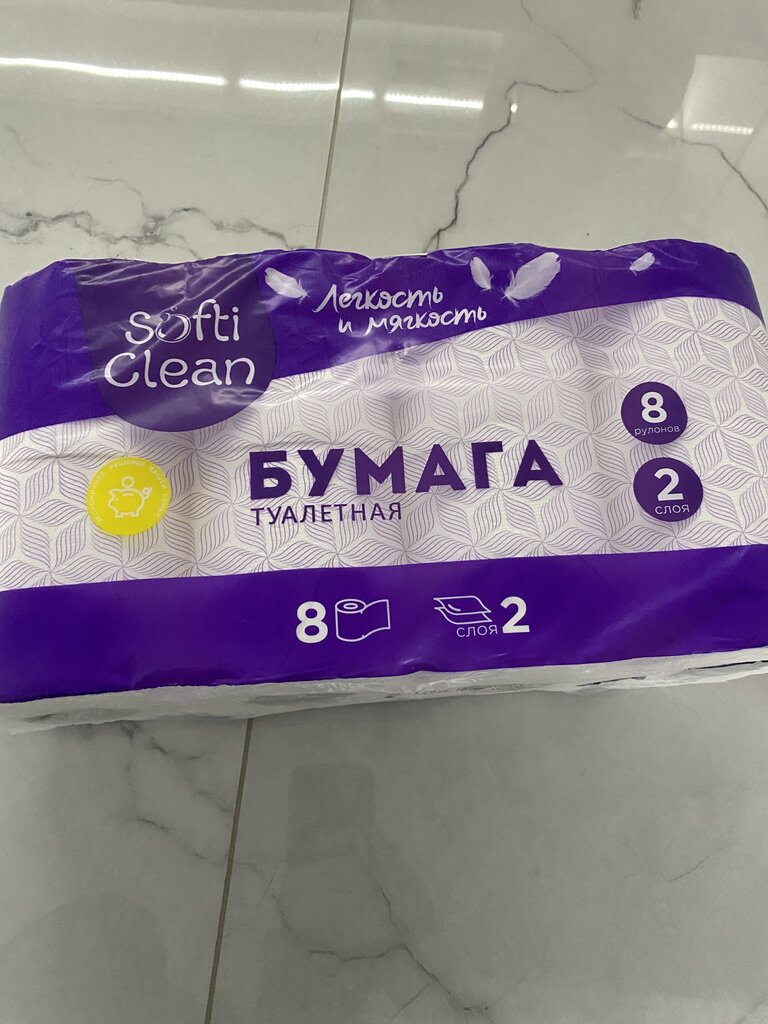 Softi
Clean
Легкость
и мягкость
8
рулонов
БУМАГА
ТУАЛЕТНАЯ
2
слоя
8
слоя 2